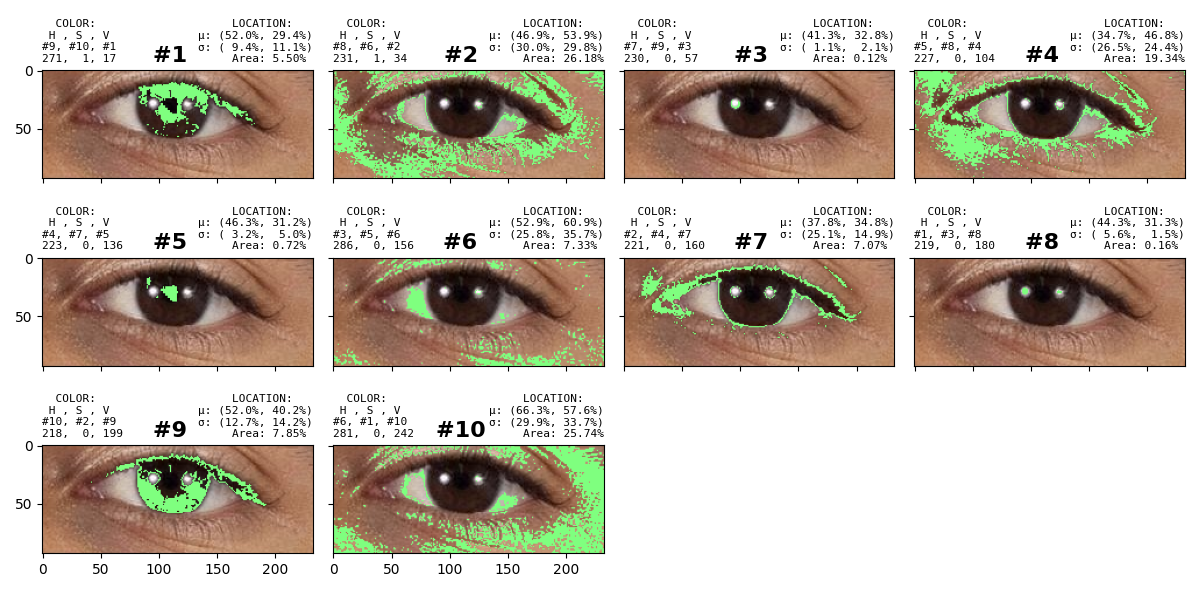 COLOR: LOCATION:
H , S , V μ: (52.0%, 29.4%)
#9, #10, #1 σ: ( 9.4%, 11.1%)
271, 1, 17 #1 Area: 5.50%
COLOR: LOCATION:
H , S , V μ: (46.9%, 53.9%)
#8, #6, #2 σ: (30.0%, 29.8%)
231, 1, 34 #2 Area: 26.18%
COLOR: LOCATION:
H , S , V μ: (41.3%, 32.8%)
#7, #9, #3 σ: ( 1.1%, 2.1%)
230, 0, 57 #3 Area: 0.12%
COLOR: LOCATION:
H , S , V μ: (34.7%, 46.8%)
#5, #8, #4 σ: (26.5%, 24.4%)
227, 0, 104 #4 Area: 19.34%
0
50
COLOR: LOCATION:
H , S , V μ: (46.3%, 31.2%)
#4, #7, #5 σ: ( 3.2%, 5.0%)
223, 0, 136 #5 Area: 0.72%
COLOR: LOCATION:
H , S , V μ: (52.9%, 60.9%)
#3, #5, #6 σ: (25.8%, 35.7%)
286, 0, 156 #6 Area: 7.33%
COLOR: LOCATION:
H , S , V μ: (37.8%, 34.8%)
#2, #4, #7 σ: (25.1%, 14.9%)
221, 0, 160 #7 Area: 7.07%
COLOR: LOCATION:
H , S , V μ: (44.3%, 31.3%)
#1, #3, #8 σ: ( 5.6%, 1.5%)
219, 0, 180 #8 Area: 0.16%
0
50
COLOR: LOCATION:
H , S , V μ: (52.0%, 40.2%)
#10, #2, #9 σ: (12.7%, 14.2%)
218, 0, 199 #9 Area: 7.85%
COLOR: LOCATION:
H , S , V μ: (66.3%, 57.6%)
#6, #1, #10 σ: (29.9%, 33.7%)
281, 0, 242 #10 Area: 25.74%
0
50
0 50 100 150 200
0 50 100 150 200